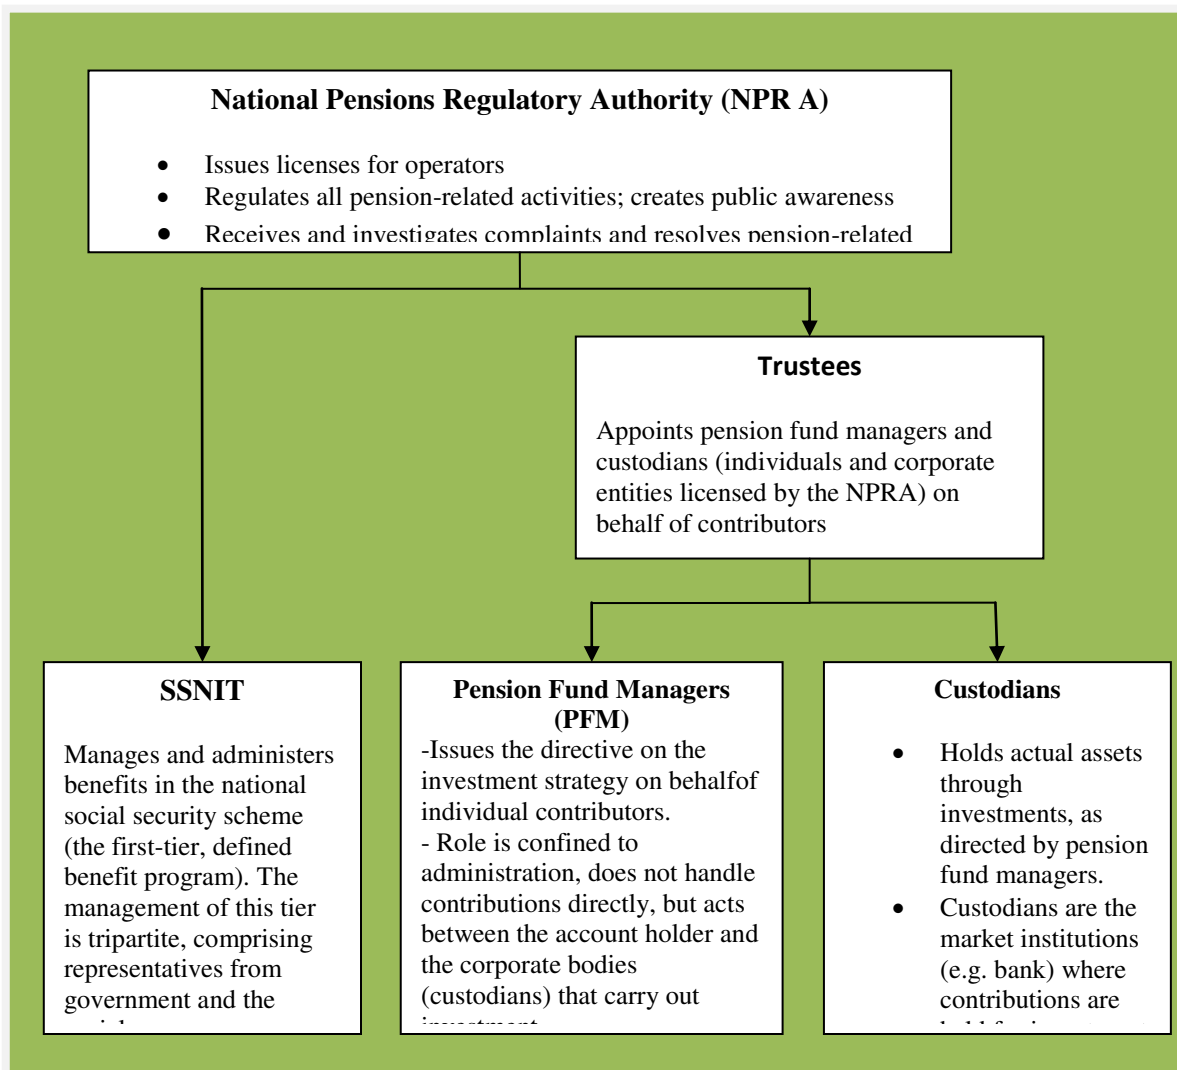 National Pensions Regulatory Authority (NPR A)
• Issues licenses for operators
• Regulates all pension-related activities; creates public awareness
• Receives and investigates complaints and resolves pension-related
Trustees
Appoints pension fund managers and
custodians (individuals and corporate
entities licensed by the NPRA) on
behalf of contributors
SSNIT
Manages and administers
benefits in the national
social security scheme
(the first-tier, defined
benefit program). The
management of this tier
is tripartite, comprising
representatives from
government and the
Pension Fund Managers
(PFM)
-Issues the directive on the
investment strategy on behalfof
individual contributors.
- Role is confined to
administration, does not handle
contributions directly, but acts
between the account holder and
the corporate bodies
(custodians) that carry out
Custodians
• Holds actual assets
through
investments, as
directed by pension
fund managers.
• Custodians are the
market institutions
(e.g. bank) where
contributions are